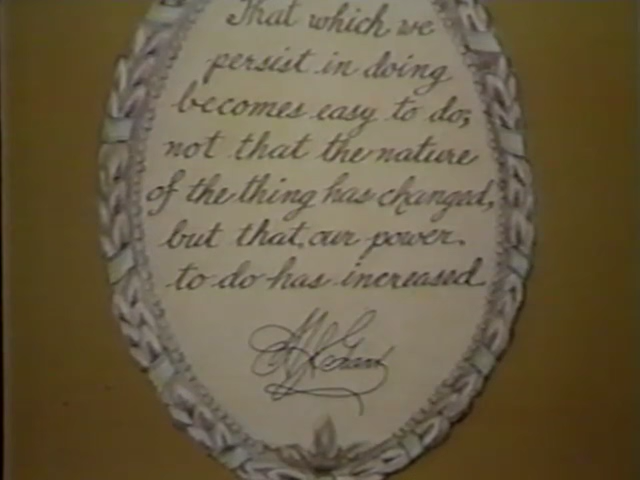 That which we
persist in doing
becomes easy to do;
not that the nature
of the thing has changed,
but that our power
to do has increased